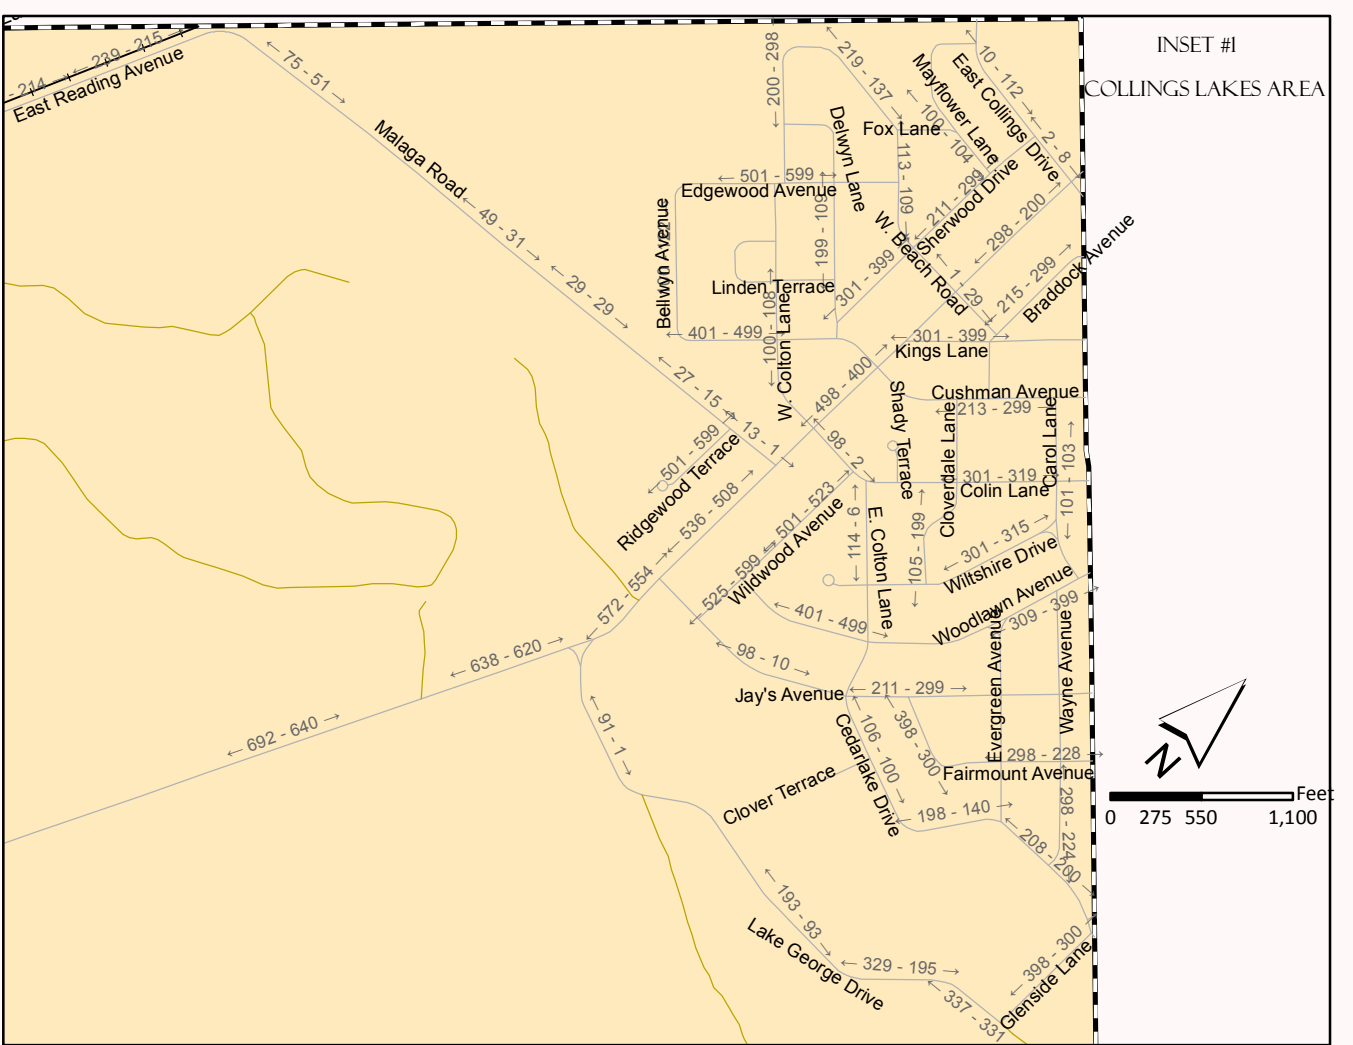 INSET #1
COLLINGS LAKES AREA
239 - 215
- 214
East Reading Avenue
75 - 51
Malaga Road
49 - 31
29 - 29
27 - 15
13 - 1
200 - 298
219 - 137
10 - 112
2 - 8
East Collings Drive
Mayflower Lane
100 - 104
Fox Lane
Delwyn Lane
113 - 109
501 - 599
Edgewood Avenue
199 - 109
211 - 299
Sherwood Drive
298 - 200
W. Beach Road
1 - 29
215 - 299
Braddock Avenue
Bellwyn Avenue
Linden Terrace
301 - 399
100 - 108
W. Colton Lane
401 - 499
301 - 399
Kings Lane
498 - 400
Cushman Avenue
213 - 299
Shady Terrace
Cloverdale Lane
Carol Lane
101 - 103
98 - 2
501 - 599
Ridgewood Terrace
536 - 508
501 - 523
Wildwood Avenue
525 - 599
301 - 319
Colin Lane
114 - 6
E. Colton Lane
105 - 199
301 - 315
Wiltshire Drive
Woodlawn Avenue
309 - 399
572 - 554
401 - 499
638 - 620
98 - 10
Evergreen Avenue
Wayne Avenue
692 - 640
Jay's Avenue
211 - 299
91 - 1
106 - 100
Cedarlake Drive
398 - 300
298 - 228
Fairmount Avenue
Clover Terrace
198 - 140
298 - 224
208 - 200
193 - 93
Lake George Drive
329 - 195
337 - 331
398 - 300
Glenside Lane
N
Feet
0 275 550 1,100